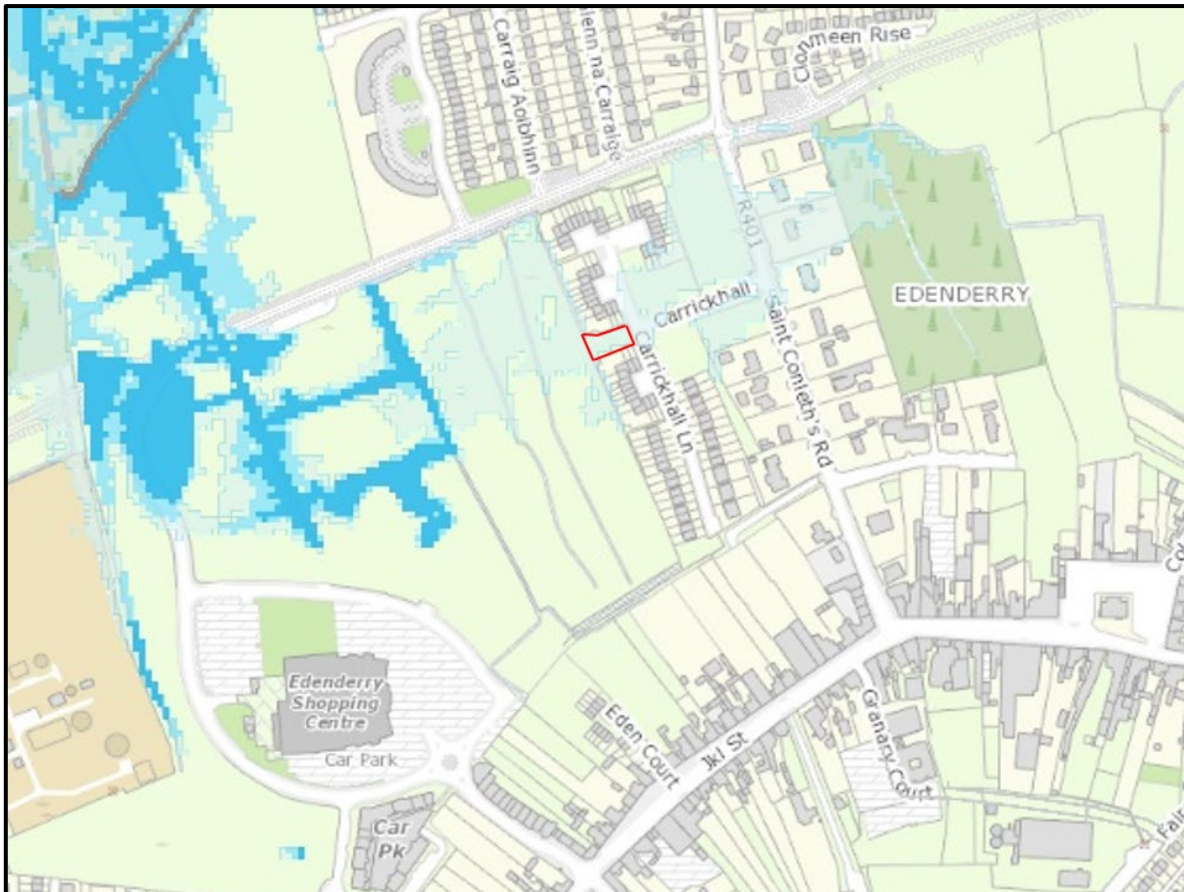 Carraig Aoibhinn
Glenn na Carraige
Clonmeen Rise
R401
EDENDERRY
Carrickhall
Saint Conleth's Rd
Carrickhall Ln
Edenderry
Shopping
Centre
Car Park
Eden Court
Jkl St
Granary Court
Car
Pk